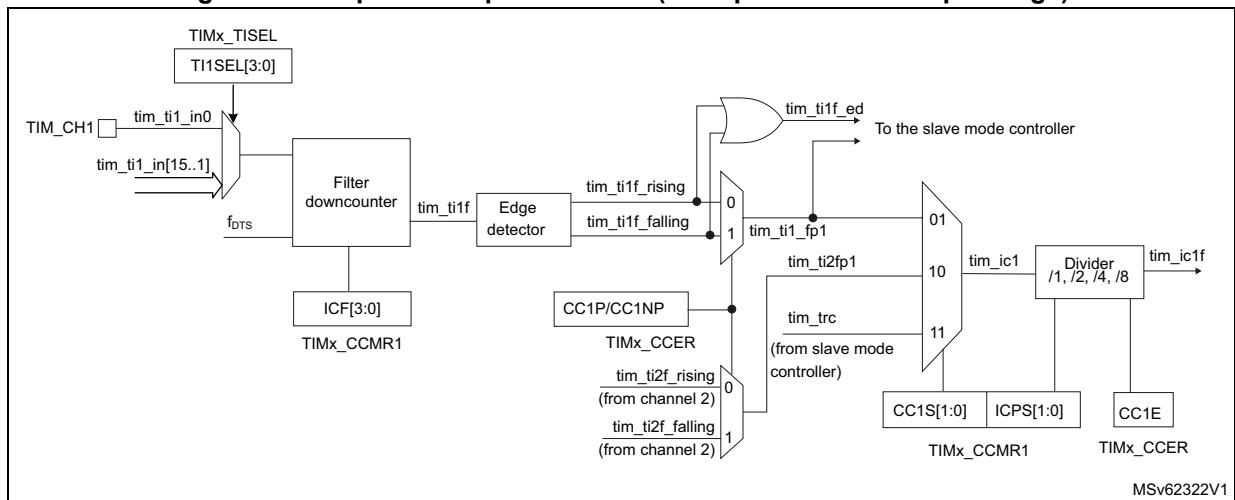 TIMx_TISEL
TI1SEL[3:0]
TIM_CH1
tim_ti1_in0
tim_ti1_in[15..1]
fDTS
Filter
downcounter
ICF[3:0]
TIMx_CCMR1
tim_ti1f
Edge
detector
tim_ti1f_rising
tim_ti1f_falling
0
1
tim_ti1f_ed
To the slave mode controller
tim_ti1_fp1
tim_ti2fp1
CC1P/CC1NP
TIMx_CCER
tim_trc
(from slave mode
controller)
tim_ti2f_rising
(from channel 2)
tim_ti2f_falling
(from channel 2)
0
1
01
10
11
tim_ic1
Divider
/1, /2, /4, /8
tim_ic1f
CC1S[1:0]
ICPS[1:0]
TIMx_CCMR1
CC1E
TIMx_CCER
MSv62322V1